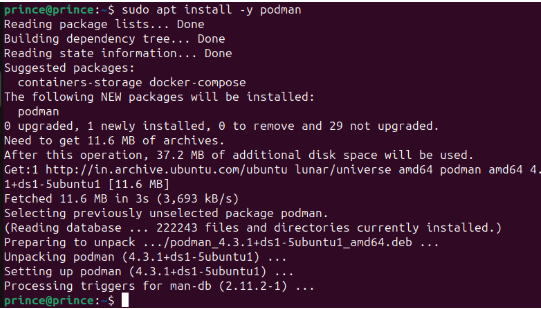 prince@prince:~$ sudo apt install -y podman
Reading package lists... Done
Building dependency tree... Done
Reading state information... Done
Suggested packages:
  containers-storage docker-compose
The following NEW packages will be installed:
  podman
0 upgraded, 1 newly installed, 0 to remove and 29 not upgraded.
Need to get 11.6 MB of archives.
After this operation, 37.2 MB of additional disk space will be used.
Get:1 http://in.archive.ubuntu.com/ubuntu lunar/universe amd64 podman amd64 4.3.
1+ds1-5ubuntu1 [11.6 MB]
Fetched 11.6 MB in 3s (3,693 kB/s)
Selecting previously unselected package podman.
(Reading database ... 222243 files and directories currently installed.)
Preparing to unpack .../podman_4.3.1+ds1-5ubuntu1_amd64.deb ...
Unpacking podman (4.3.1+ds1-5ubuntu1) ...
Setting up podman (4.3.1+ds1-5ubuntu1) ...
Processing triggers for man-db (2.11.2-1) ...
prince@prince:~$